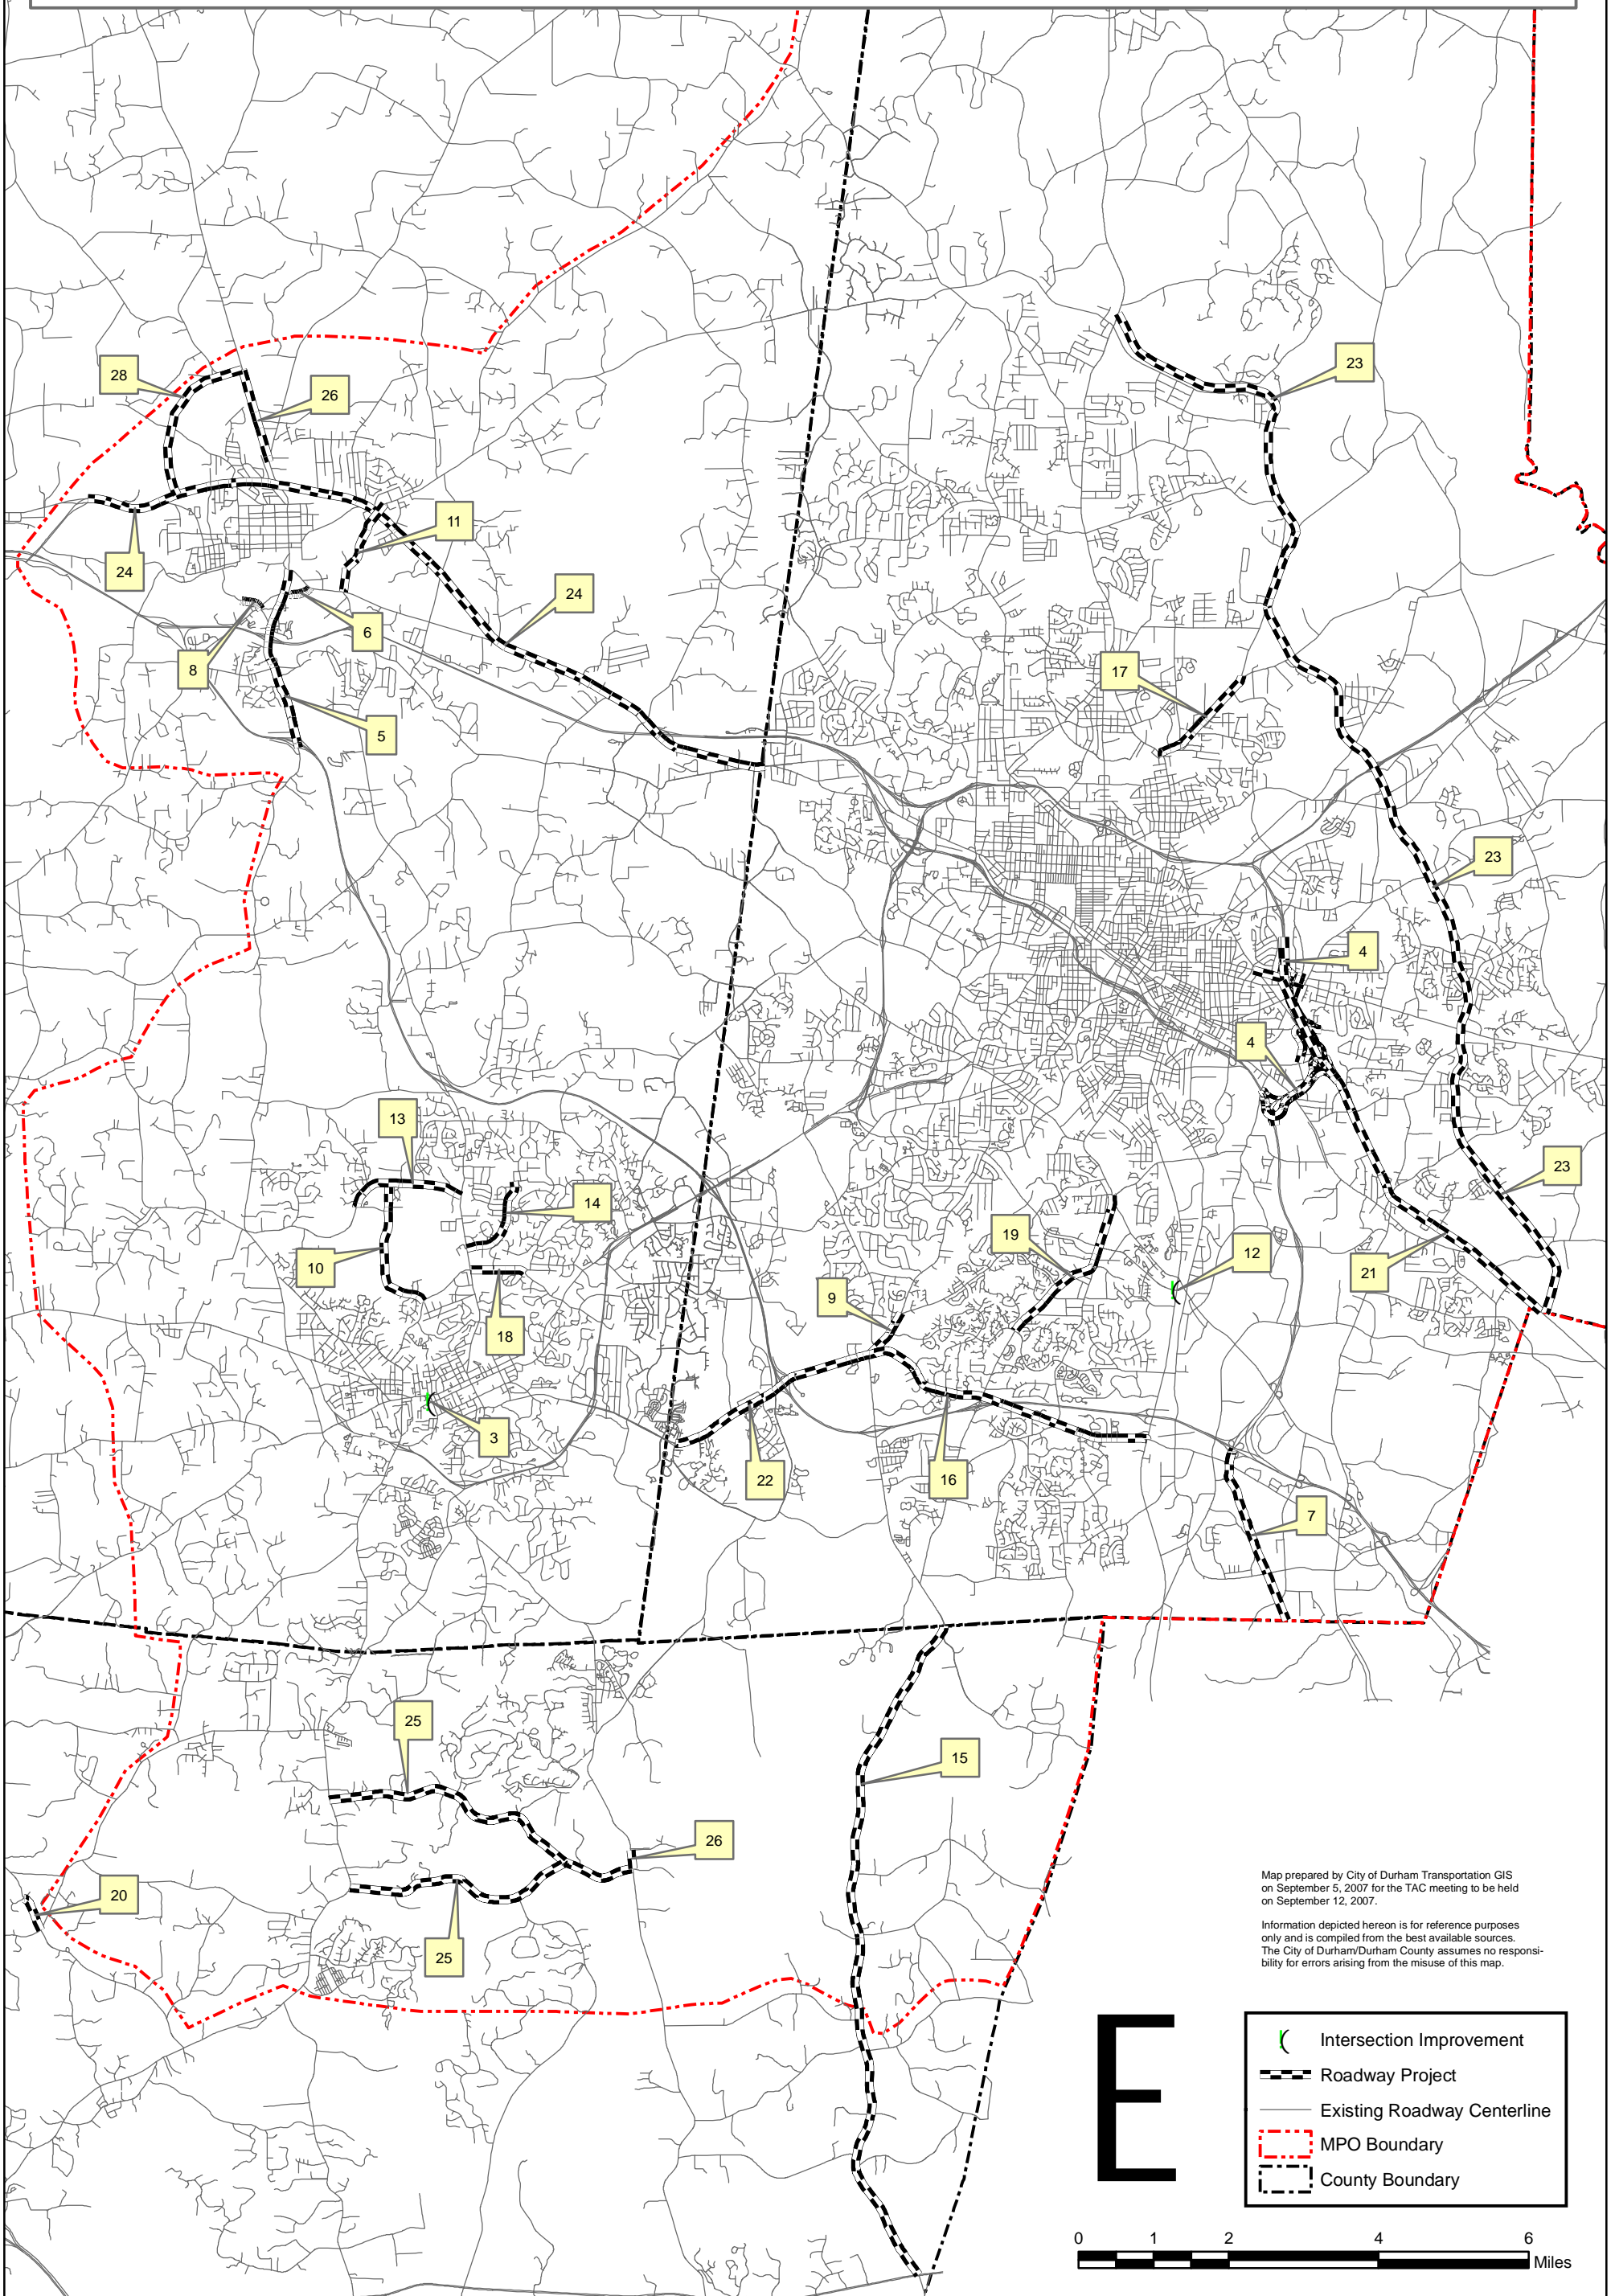 28
26
23
11
24
24
6
8
17
5
23
4
4
13
23
14
19
12
10
21
9
18
3
22
16
7
25
15
26
20
25
Map prepared by City of Durham Transportation GIS
on September 5, 2007 for the TAC meeting to be held
on September 12, 2007.
Information depicted hereon is for reference purposes
only and is compiled from the best available sources.
The City of Durham/Durham County assumes no responsi-
bility for errors arising from the misuse of this map.
E
Intersection Improvement
Roadway Project
Existing Roadway Centerline
MPO Boundary
County Boundary
0 1 2 4 6
Miles